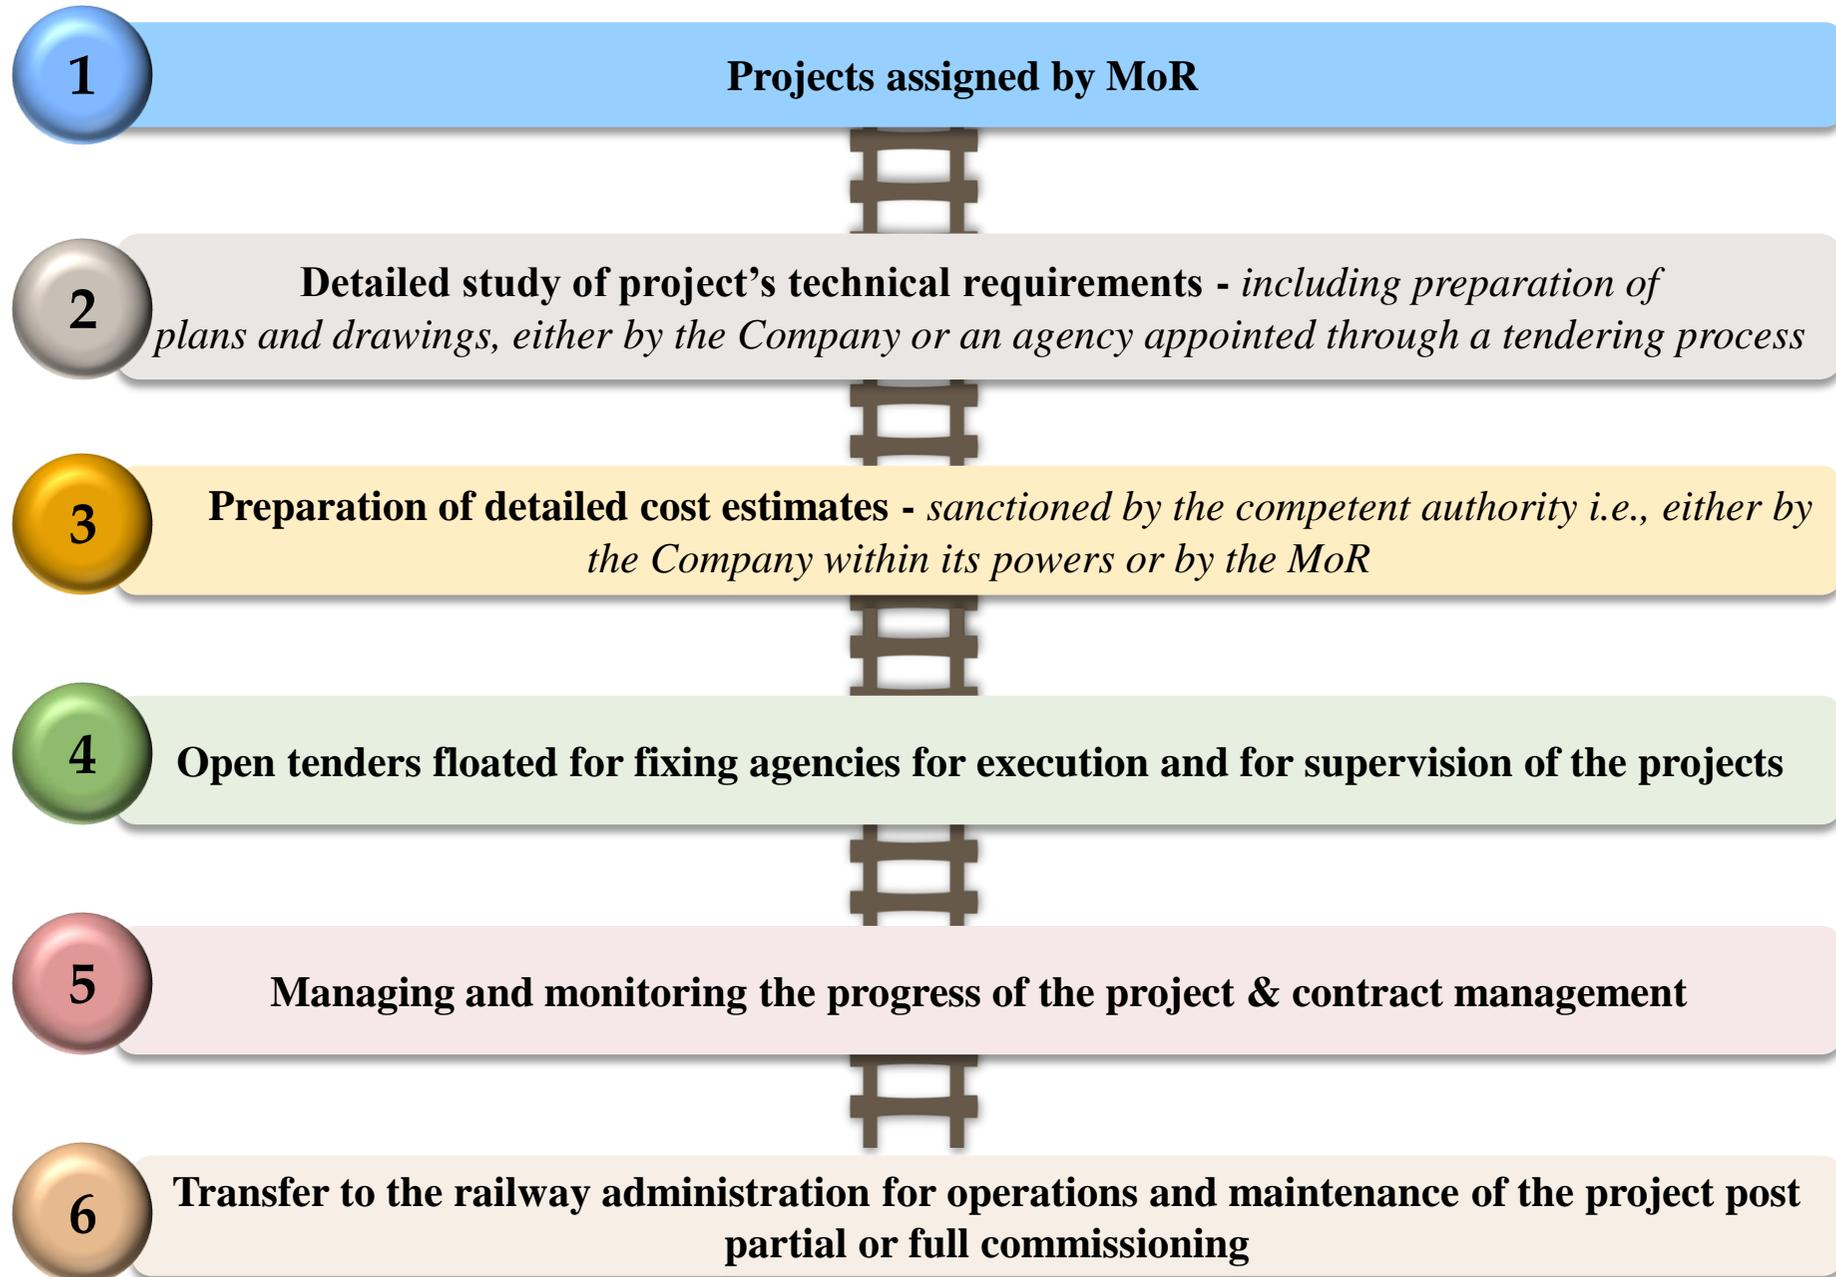 1
Projects assigned by MoR
2
Detailed study of project’s technical requirements - including preparation of
plans and drawings, either by the Company or an agency appointed through a tendering process
3
Preparation of detailed cost estimates - sanctioned by the competent authority i.e., either by
the Company within its powers or by the MoR
4
Open tenders floated for fixing agencies for execution and for supervision of the projects
5
Managing and monitoring the progress of the project & contract management
6
Transfer to the railway administration for operations and maintenance of the project post
partial or full commissioning